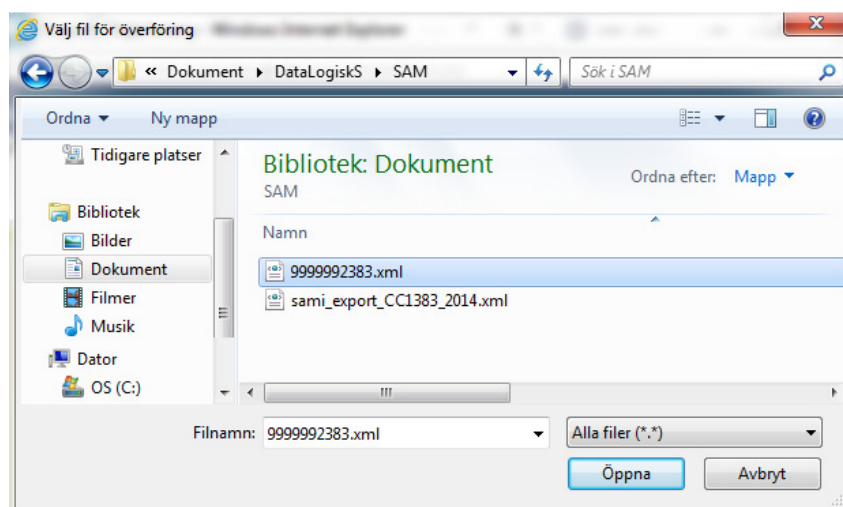 Välj fil för överföring
« Dokument ▸ DataLogiskS ▸ SAM
Sök i SAM
Ordna
Ny mapp
Tidigare platser
Bibliotek
Bilder
Dokument
Filmer
Musik
Dator
OS (C:)
Bibliotek: Dokument
SAM
Ordna efter: Mapp
Namn
9999992383.xml
sami_export_CC1383_2014.xml
Filnamn: 9999992383.xml
Alla filer (*.*)
Öppna Avbryt